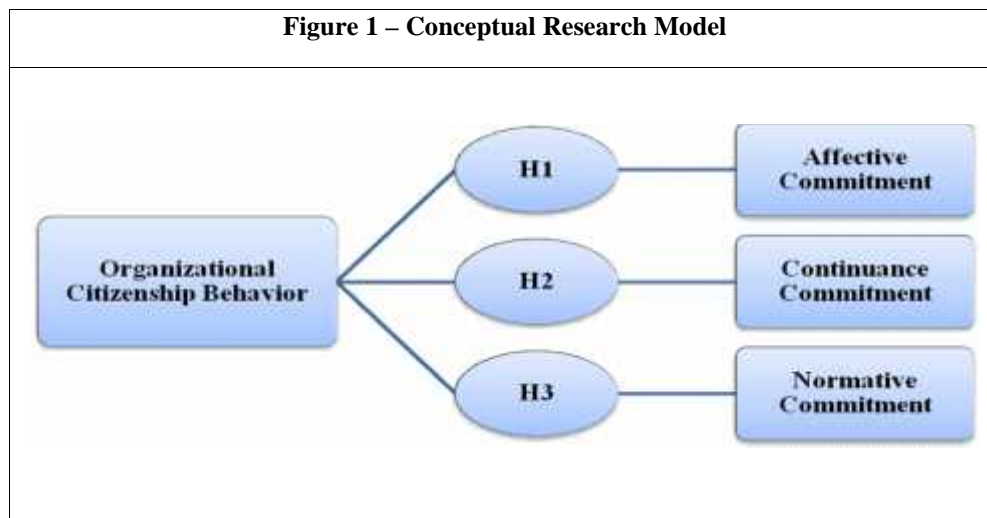 Figure 1 – Conceptual Research Model
H1
Affective
Commitment
Organizational
Citizenship Behavior
H2
Continuance
Commitment
H3
Normative
Commitment